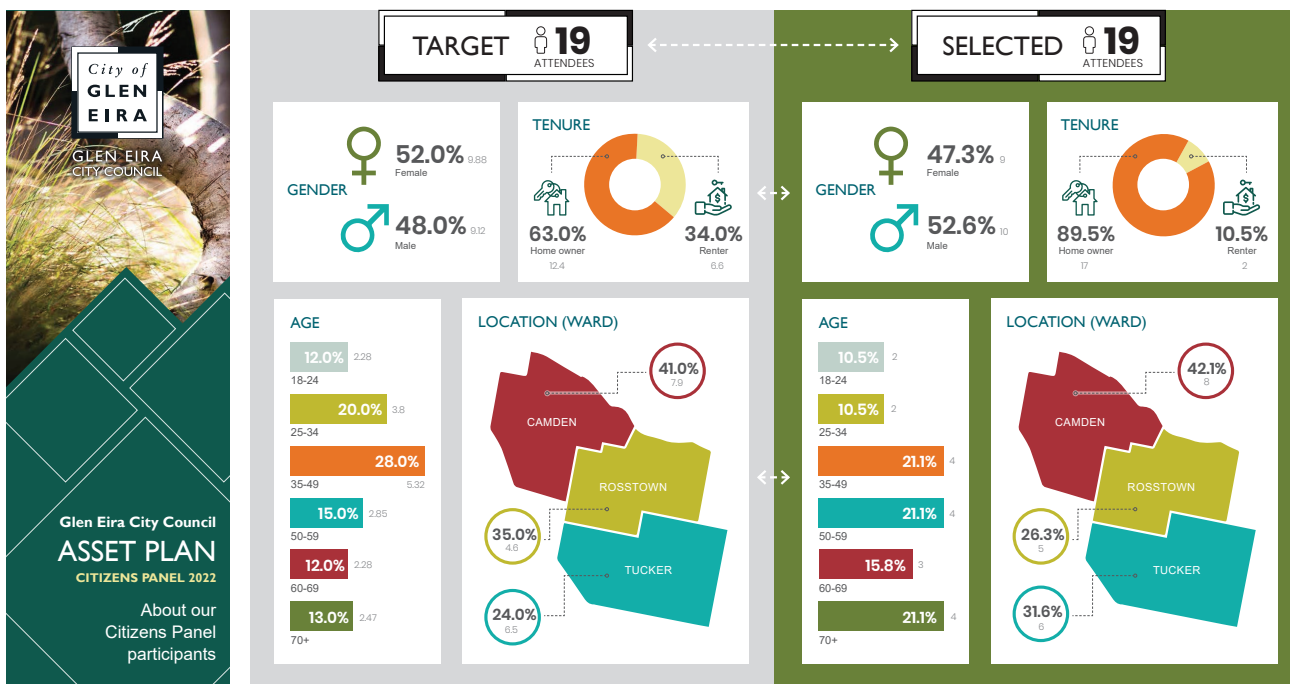 City of
GLEN
EIRA
GLEN EIRA
CITY COUNCIL
Glen Eira City Council
ASSET PLAN
CITIZENS PANEL 2022
About our
Citizens Panel
participants
TARGET
19
ATTENDEES
GENDER
52.0% 9.88
Female
48.0% 9.12
Male
TENURE
63.0%
Home owner
12.4
34.0%
Renter
6.6
AGE
12.0% 2.28
18-24
20.0% 3.8
25-34
28.0%
35-49 5.32
15.0% 2.85
50-59
12.0% 2.28
60-69
13.0% 2.47
70+
LOCATION (WARD)
41.0%
7.9
CAMDEN
ROSSTOWN
35.0%
4.6
TUCKER
24.0%
6.5
SELECTED
19
ATTENDEES
GENDER
47.3% 9
Female
52.6% 10
Male
TENURE
89.5%
Home owner
17
10.5%
Renter
2
AGE
10.5% 2
18-24
10.5% 2
25-34
21.1% 4
35-49
21.1% 4
50-59
15.8% 3
60-69
21.1% 4
70+
LOCATION (WARD)
42.1%
8
CAMDEN
ROSSTOWN
26.3%
5
TUCKER
31.6%
6